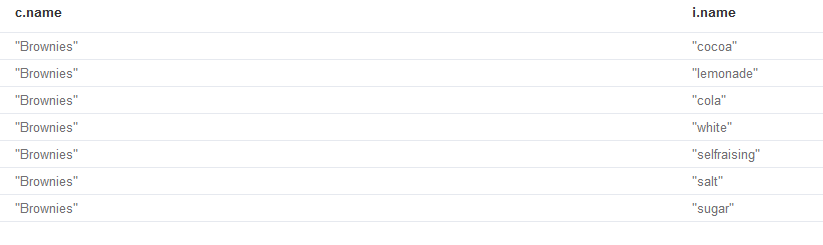 c.name i.name
"Brownies" "cocoa"
"Brownies" "lemonade"
"Brownies" "cola"
"Brownies" "white"
"Brownies" "selfraising"
"Brownies" "salt"
"Brownies" "sugar"